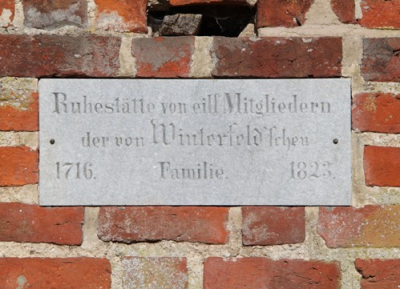 Ruhestätte von eilf Mitgliedern
der von Winterfeld'schen
1716. Familie. 1823.